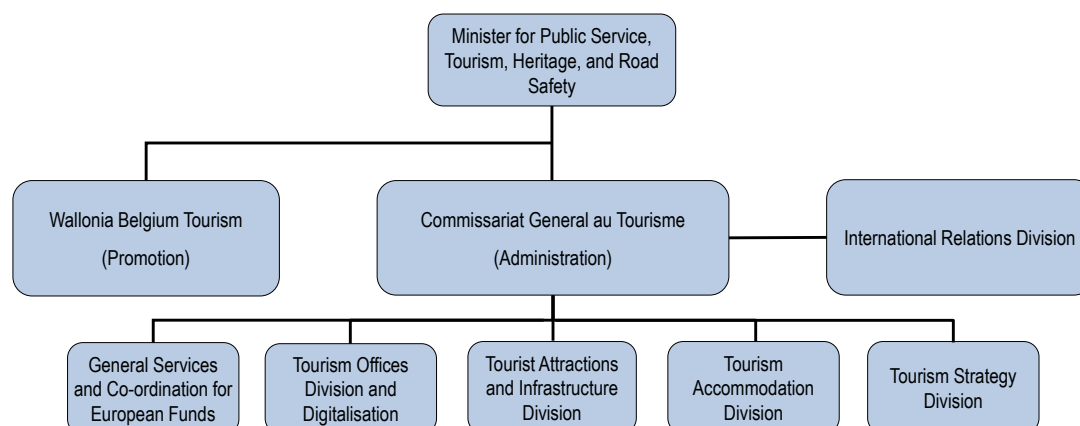 Minister for Public Service,
Tourism, Heritage, and Road
Safety
Wallonia Belgium Tourism
(Promotion)
Commissariat General au Tourisme
(Administration)
International Relations Division
General Services
and Co-ordination for
European Funds
Tourism Offices
Division and
Digitalisation
Tourist Attractions
and Infrastructure
Division
Tourism
Accommodation
Division
Tourism Strategy
Division